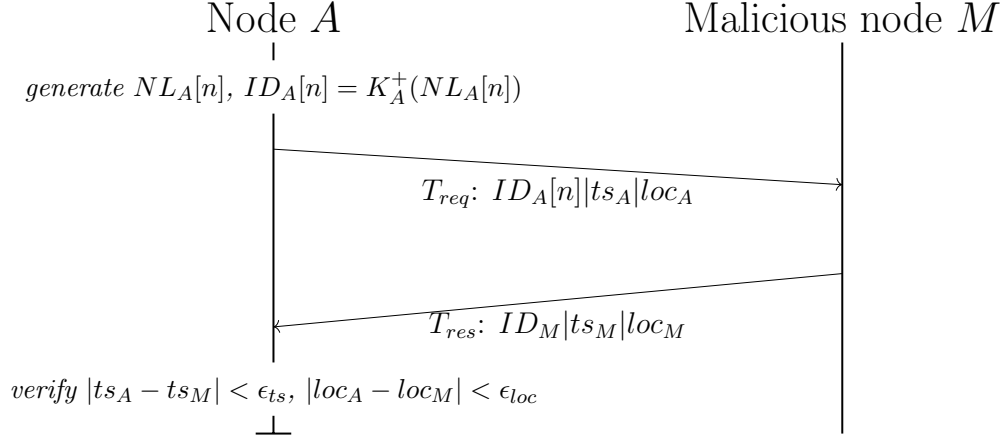 Node A Malicious node M
generate NL_A[n], ID_A[n] = K_A^+(NL_A[n])
T_req: ID_A[n]|ts_A|loc_A
T_res: ID_M|ts_M|loc_M
verify |ts_A − ts_M| < ϵ_ts, |loc_A − loc_M| < ϵ_loc